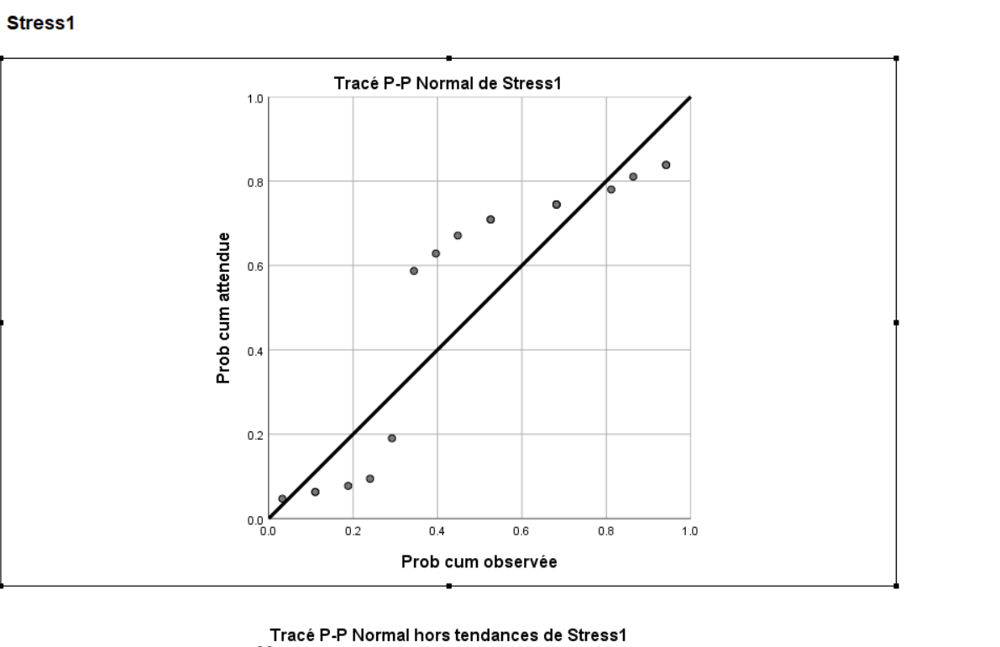 Stress1
Tracé P-P Normal de Stress1
1.0
0.8
0.6
0.4
0.2
0.0
Prob cum attendue
0.0 0.2 0.4 0.6 0.8 1.0
Prob cum observée
Tracé P-P Normal hors tendances de Stress1